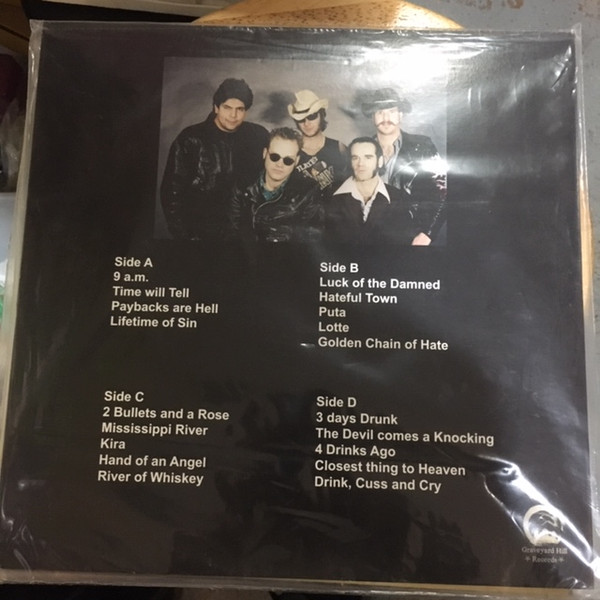 Side A
9 a.m.
Time will Tell
Paybacks are Hell
Lifetime of Sin
Side B
Luck of the Damned
Hateful Town
Puta
Lotte
Golden Chain of Hate
Side C
2 Bullets and a Rose
Mississippi River
Kira
Hand of an Angel
River of Whiskey
Side D
3 days Drunk
The Devil comes a Knocking
4 Drinks Ago
Closest thing to Heaven
Drink, Cuss and Cry
Graveyard Hill
Records